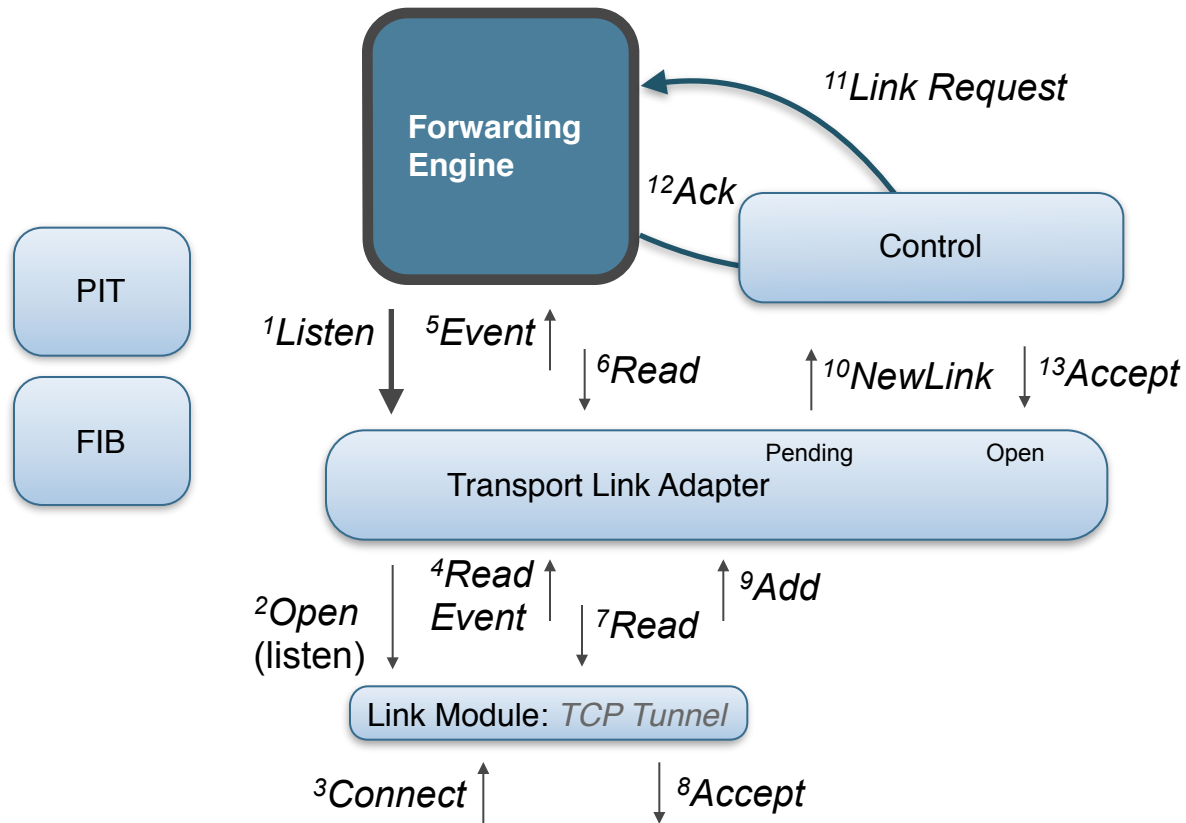 11Link Request
Forwarding
Engine
12Ack
Control
PIT
1Listen
5Event
6Read
10NewLink
13Accept
FIB
Pending
Open
Transport Link Adapter
4Read
Event
9Add
2Open
(listen)
7Read
Link Module: TCP Tunnel
3Connect
8Accept